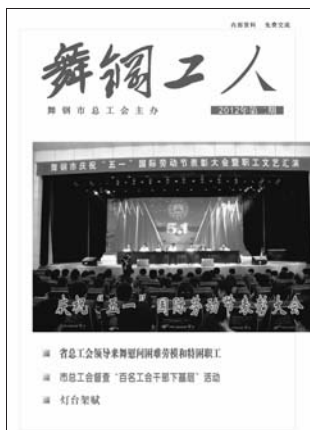 内部资料 免费交流
舞钢工人
舞钢市总工会主办
2012年第二期
舞钢市庆祝“五一”国际劳动节表彰大会暨职工文艺汇演
5.1
庆祝“五一”国际劳动节表彰大会
省总工会领导来舞慰问困难劳模和特困职工
市总工会督查“百名工会干部下基层”活动
灯台架赋